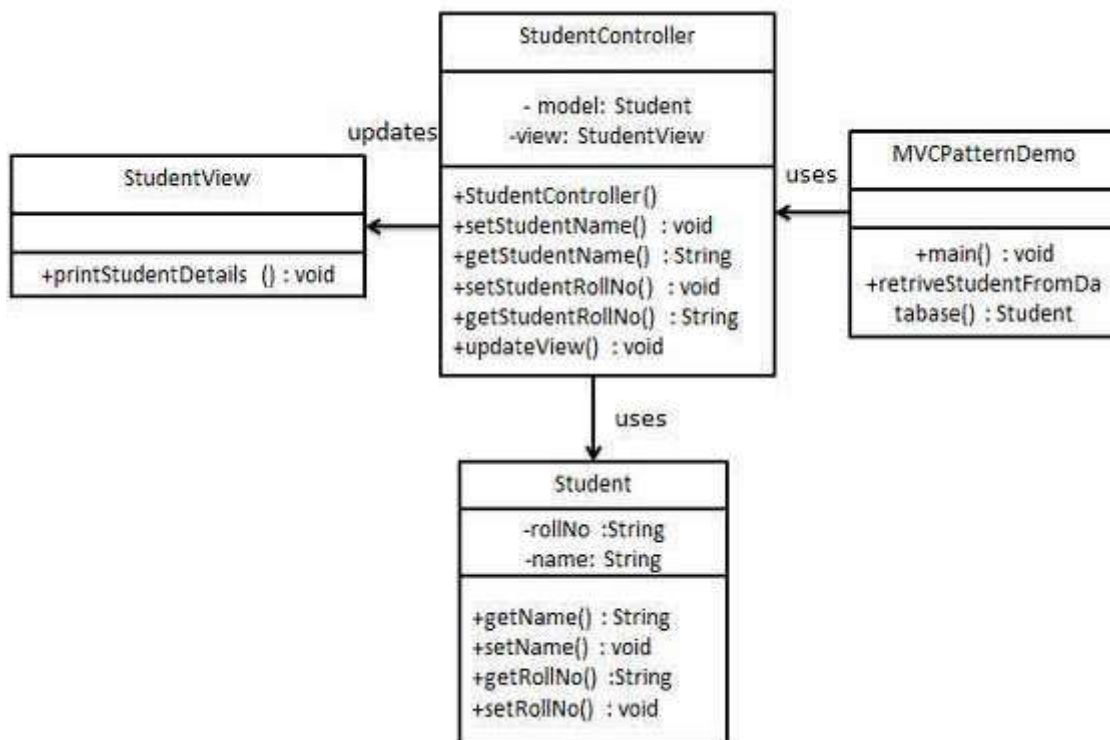 StudentController
- model: Student
-view: StudentView
+StudentController()
+setStudentName() : void
+getStudentName() : String
+setStudentRollNo() : void
+getStudentRollNo() : String
+updateView() : void
updates
StudentView
+printStudentDetails () : void
uses
MVCPatternDemo
+main() : void
+retriveStudentFromDa
tabase() : Student
uses
Student
-rollNo :String
-name: String
+getName() : String
+setName() : void
+getRollNo() :String
+setRollNo() : void